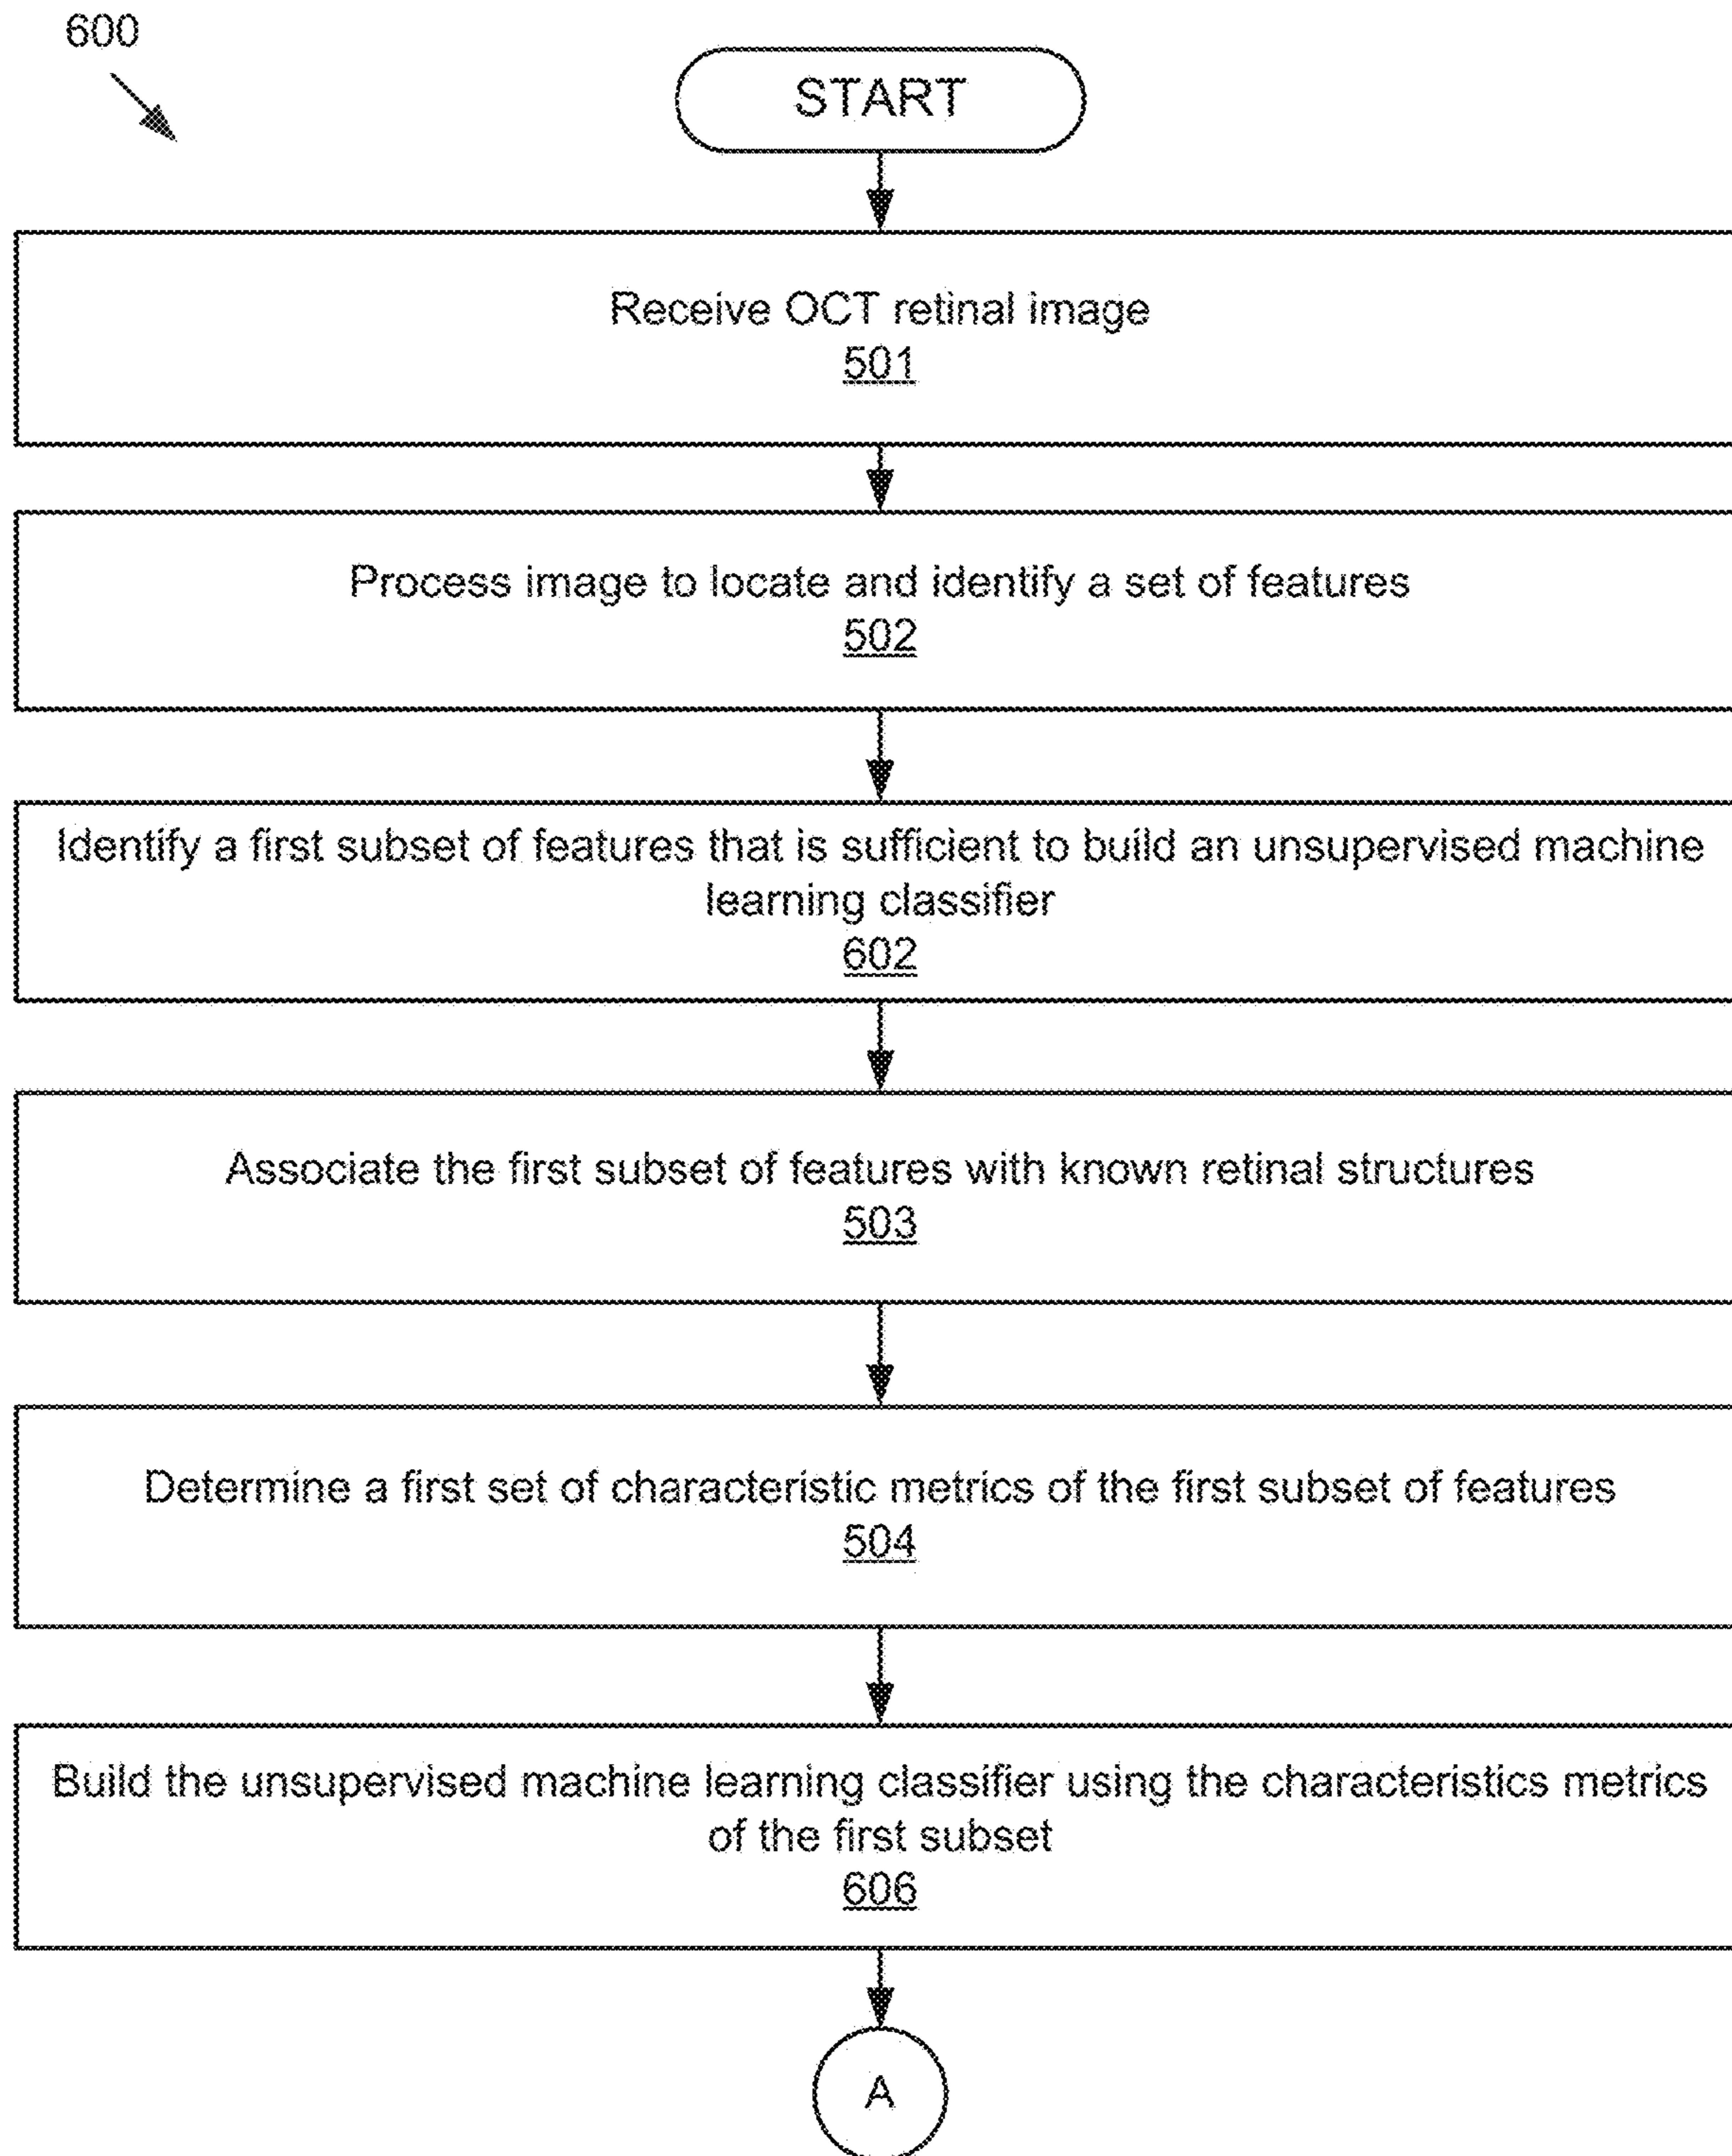 600
START
Receive OCT retinal image
501
Process image to locate and identify a set of features
502
Identify a first subset of features that is sufficient to build an unsupervised machine
learning classifier
602
Associate the first subset of features with known retinal structures
503
Determine a first set of characteristic metrics of the first subset of features
504
Build the unsupervised machine learning classifier using the characteristics metrics
of the first subset
606
A